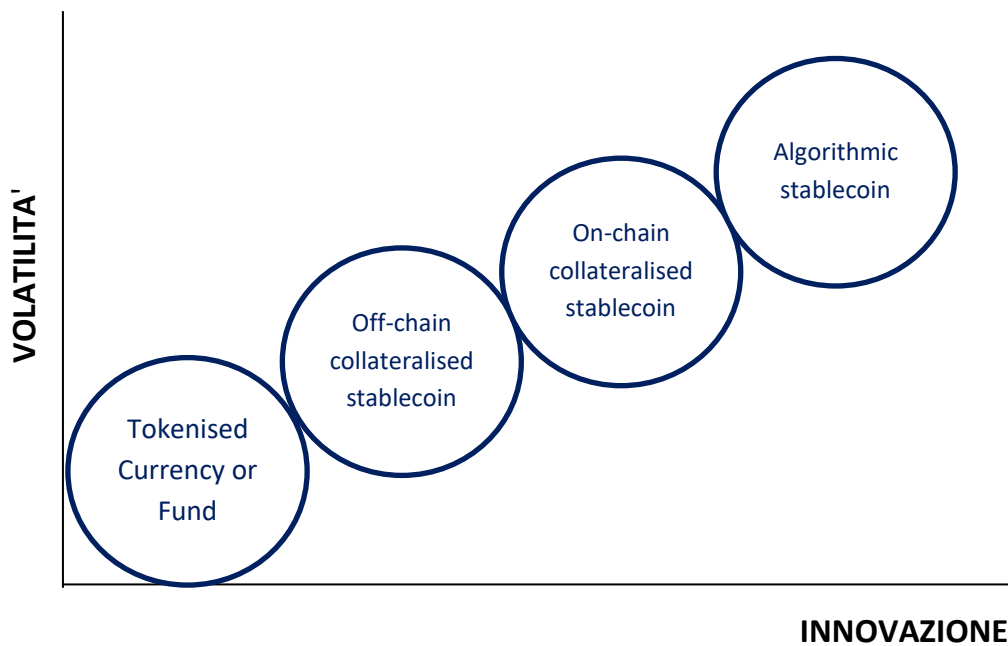 VOLATILITA'
Algorithmic
stablecoin
On-chain
collateralised
stablecoin
Off-chain
collateralised
stablecoin
Tokenised
Currency or
Fund
INNOVAZIONE